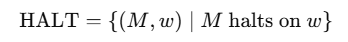 HALT = {(M, w) | M halts on w}